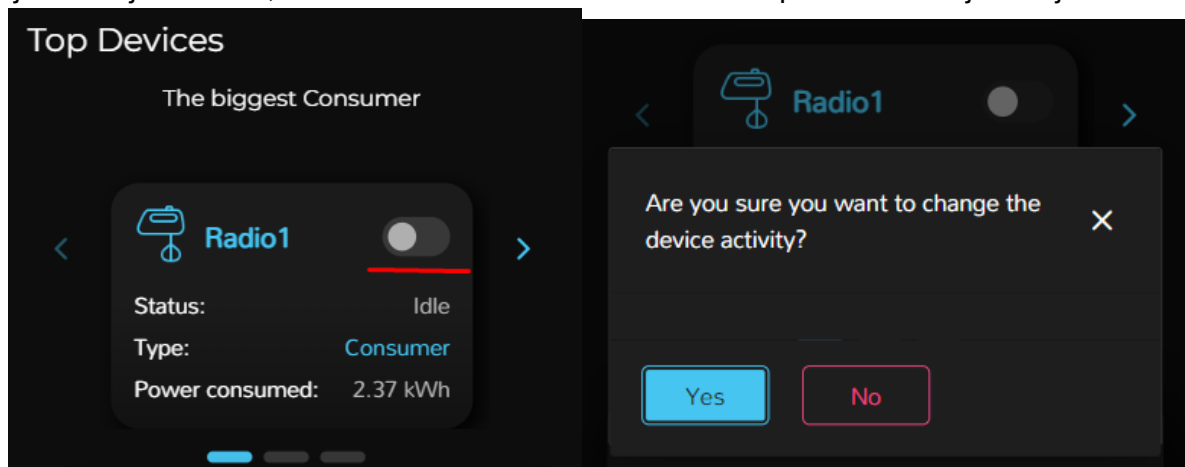 Top Devices
The biggest Consumer
Radio1
Status: Idle
Type: Consumer
Power consumed: 2.37 kWh
Radio1
Are you sure you want to change the
device activity?
Yes No